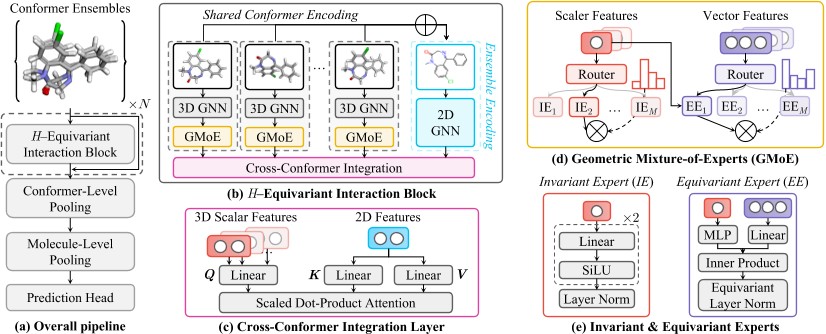 Conformer Ensembles
×N
H–Equivariant
Interaction Block
Conformer-Level
Pooling
Molecule-Level
Pooling
Prediction Head
(a) Overall pipeline
Shared Conformer Encoding
...
3D GNN
3D GNN
3D GNN
GMoE
GMoE
GMoE
2D
GNN
Ensemble Encoding
Cross-Conformer Integration
(b) H–Equivariant Interaction Block
3D Scalar Features
2D Features
...
Q
Linear
K
Linear
Linear
V
Scaled Dot-Product Attention
(c) Cross-Conformer Integration Layer
Scaler Features
Vector Features
Router
Router
IE1
IE2
...
IEM
EE1
EE2
...
EEM
(d) Geometric Mixture-of-Experts (GMoE)
Invariant Expert (IE)
×2
Linear
SiLU
Layer Norm
Equivariant Expert (EE)
MLP
Linear
Inner Product
Equivariant
Layer Norm
(e) Invariant & Equivariant Experts